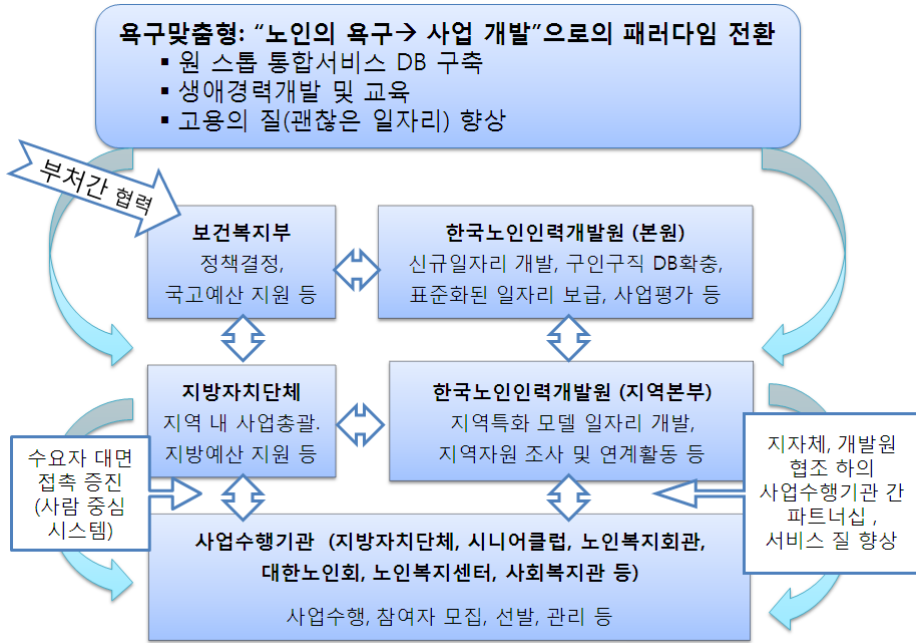 욕구맞춤형: “노인의 욕구→ 사업 개발”으로의 패러다임 전환
▪ 원 스톱 통합서비스 DB 구축
▪ 생애경력개발 및 교육
▪ 고용의 질(괜찮은 일자리) 향상
부처간 협력
보건복지부
정책결정,
국고예산 지원 등
한국노인인력개발원 (본원)
신규일자리 개발, 구인구직 DB확충,
표준화된 일자리 보급, 사업평가 등
지방자치단체
지역 내 사업총괄.
지방예산 지원 등
한국노인인력개발원 (지역본부)
지역특화 모델 일자리 개발,
지역자원 조사 및 연계활동 등
수요자 대면
접촉 증진
(사람 중심
시스템)
지자체, 개발원
협조 하의
사업수행기관 간
파트너십 ,
서비스 질 향상
사업수행기관 (지방자치단체, 시니어클럽, 노인복지회관,
대한노인회, 노인복지센터, 사회복지관 등)
사업수행, 참여자 모집, 선발, 관리 등